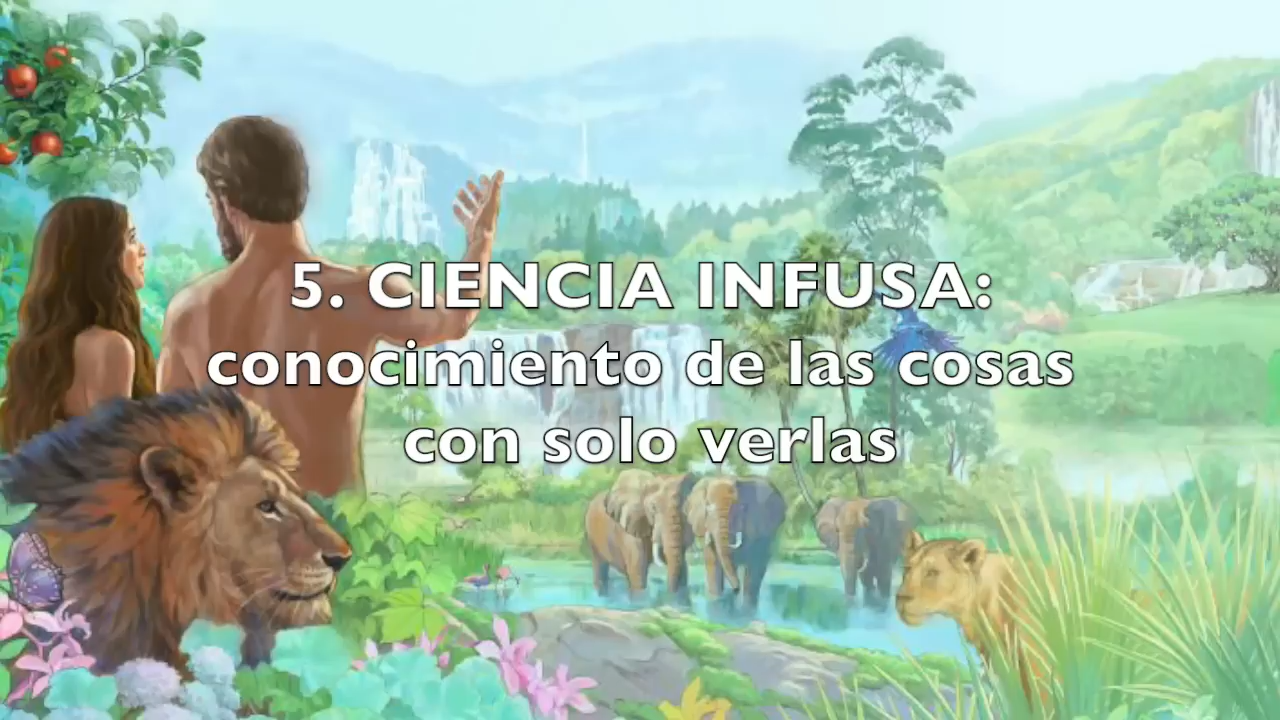 5. CIENCIA INFUSA:
conocimiento de las cosas
con solo verlas